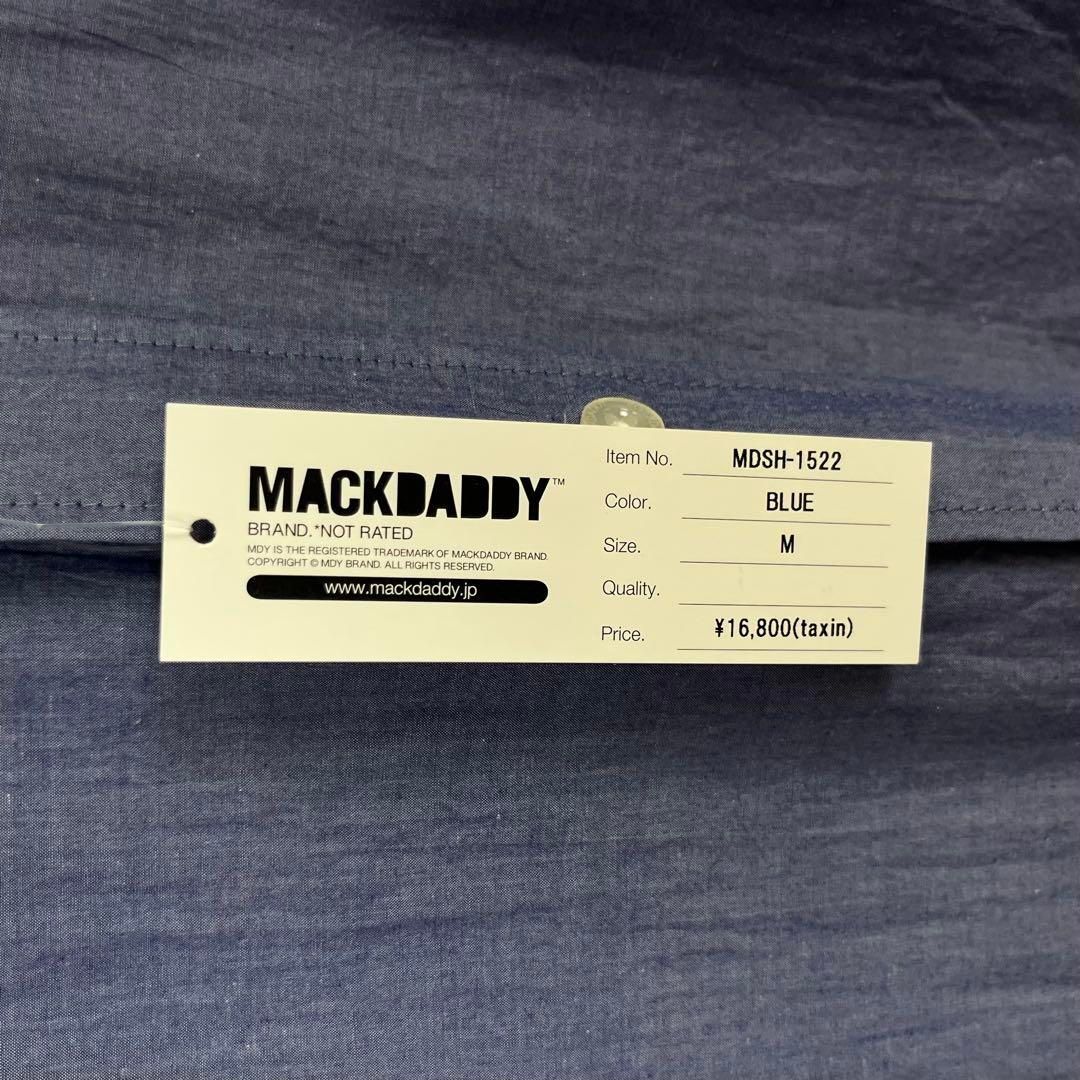 MACKDADDY™
BRAND.*NOT RATED
MDY IS THE REGISTERED TRADEMARK OF MACKDADDY BRAND.
COPYRIGHT © MDY BRAND. ALL RIGHTS RESERVED.
www.mackdaddy.jp
Item No. MDSH-1522
Color. BLUE
Size. M
Quality.
Price. ¥16,800(taxin)